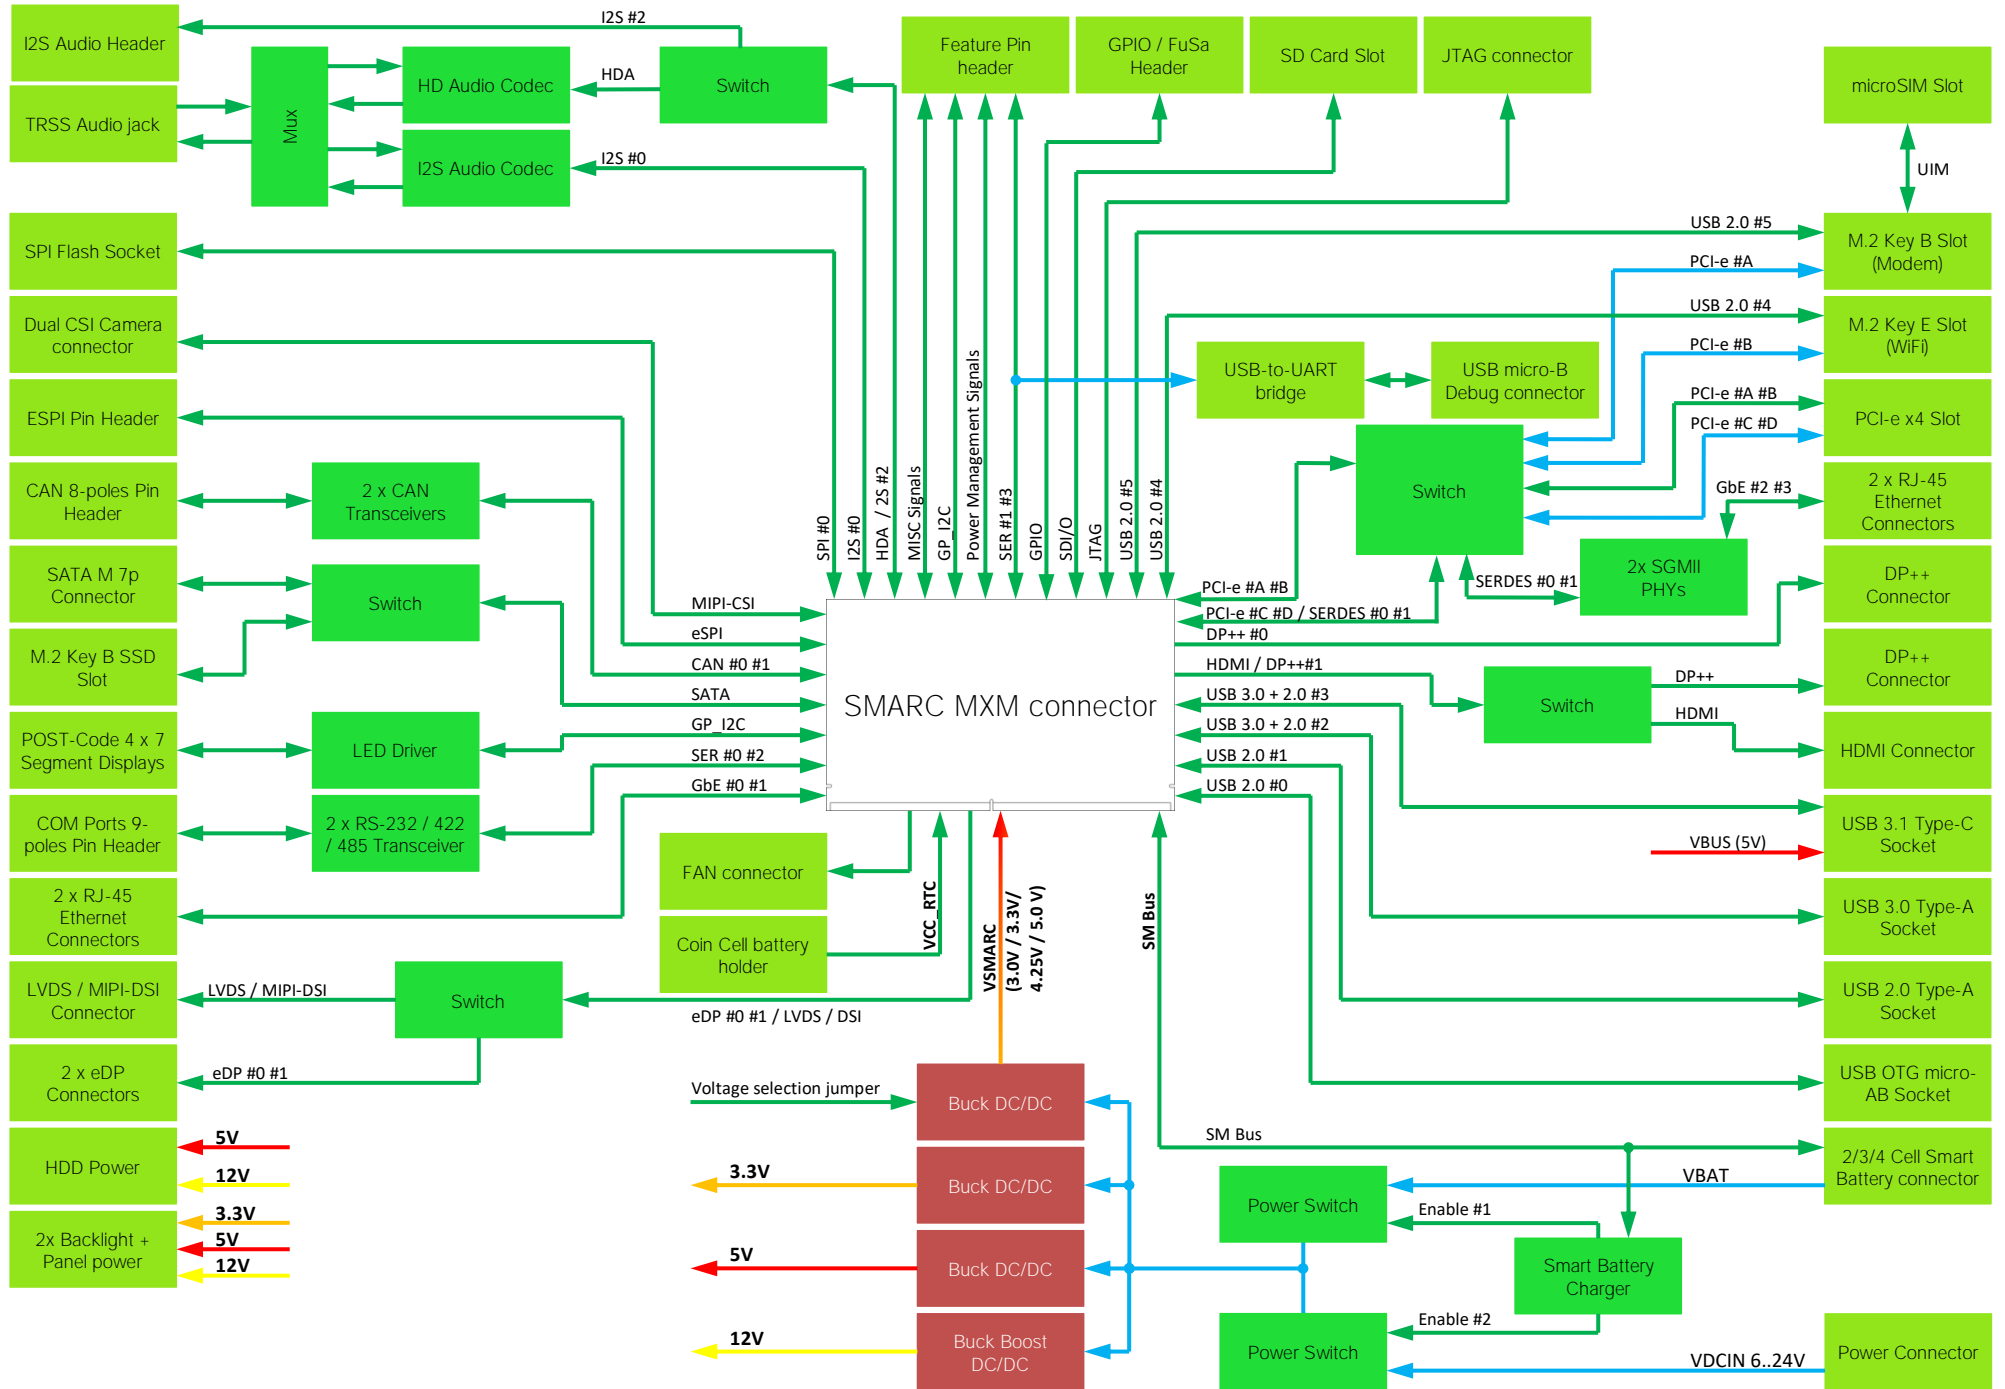 I2S Audio Header
I2S #2
TRSS Audio jack
Mux
HD Audio Codec
HDA
Switch
I2S Audio Codec
I2S #0
Feature Pin
header
GPIO / FuSa
Header
SD Card Slot
JTAG connector
microSIM Slot
UIM
SPI Flash Socket
Dual CSI Camera
connector
ESPI Pin Header
CAN 8-poles Pin
Header
2 x CAN
Transceivers
SATA M 7p
Connector
Switch
M.2 Key B SSD
Slot
POST-Code 4 x 7
Segment Displays
LED Driver
COM Ports 9-
poles Pin Header
2 x RS-232 / 422
/ 485 Transceiver
2 x RJ-45
Ethernet
Connectors
LVDS / MIPI-DSI
Connector
LVDS / MIPI-DSI
Switch
2 x eDP
Connectors
eDP #0 #1
HDD Power
5V
12V
2x Backlight +
Panel power
3.3V
5V
12V
SPI #0
I2S #0
HDA / 2S #2
MISC Signals
GP_I2C
Power Management Signals
SER #1 #3
GPIO
SDI/O
JTAG
USB 2.0 #5
USB 2.0 #4
MIPI-CSI
eSPI
CAN #0 #1
SATA
GP_I2C
SER #0 #2
GbE #0 #1
SMARC MXM connector
PCI-e #A #B
PCI-e #C #D / SERDES #0 #1
DP++ #0
HDMI / DP++#1
USB 3.0 + 2.0 #3
USB 3.0 + 2.0 #2
USB 2.0 #1
USB 2.0 #0
USB-to-UART
bridge
USB micro-B
Debug connector
Switch
SERDES #0 #1
2x SGMII
PHYs
GbE #2 #3
USB 2.0 #5
PCI-e #A
M.2 Key B Slot
(Modem)
USB 2.0 #4
PCI-e #B
M.2 Key E Slot
(WiFi)
PCI-e #A #B
PCI-e #C #D
PCI-e x4 Slot
2 x RJ-45
Ethernet
Connectors
DP++
Connector
Switch
DP++
HDMI
DP++
Connector
HDMI Connector
VBUS (5V)
USB 3.1 Type-C
Socket
USB 3.0 Type-A
Socket
USB 2.0 Type-A
Socket
USB OTG micro-
AB Socket
FAN connector
Coin Cell battery
holder
VCC_RTC
VSMARC
(3.0V / 3.3V/
4.25V / 5.0 V)
SM Bus
eDP #0 #1 / LVDS / DSI
Voltage selection jumper
Buck DC/DC
3.3V
Buck DC/DC
5V
Buck DC/DC
12V
Buck Boost
DC/DC
SM Bus
2/3/4 Cell Smart
Battery connector
VBAT
Power Switch
Enable #1
Smart Battery
Charger
Enable #2
Power Switch
VDCIN 6..24V
Power Connector